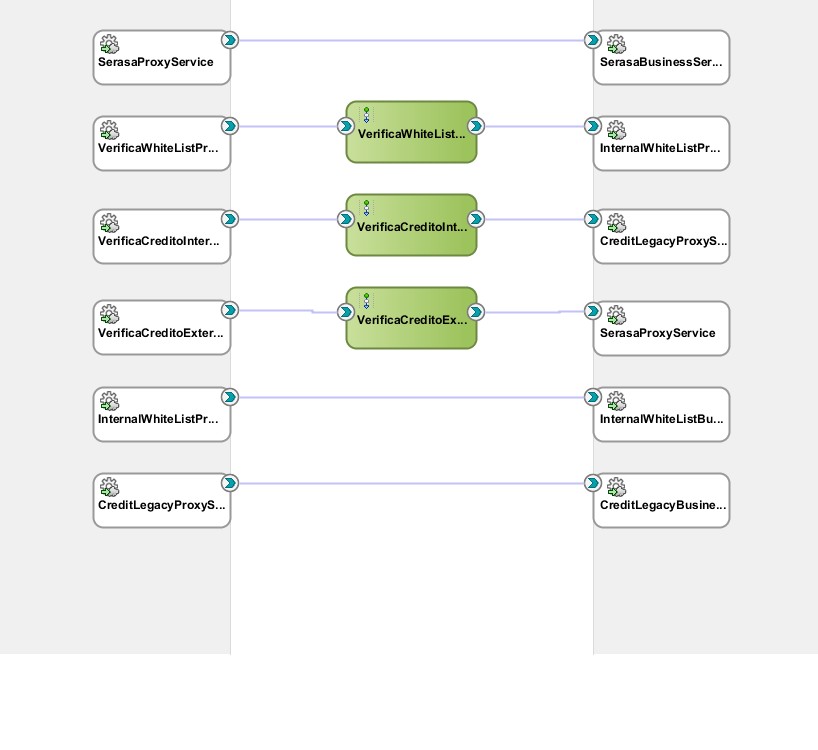 SerasaProxyService
SerasaBusinessSer...
VerificaWhiteListPr...
VerificaWhiteList...
InternalWhiteListPr...
VerificaCreditoInter...
VerificaCreditoInt...
CreditLegacyProxyS...
VerificaCreditoExter...
VerificaCreditoEx...
SerasaProxyService
InternalWhiteListPr...
InternalWhiteListBu...
CreditLegacyProxyS...
CreditLegacyBusine...